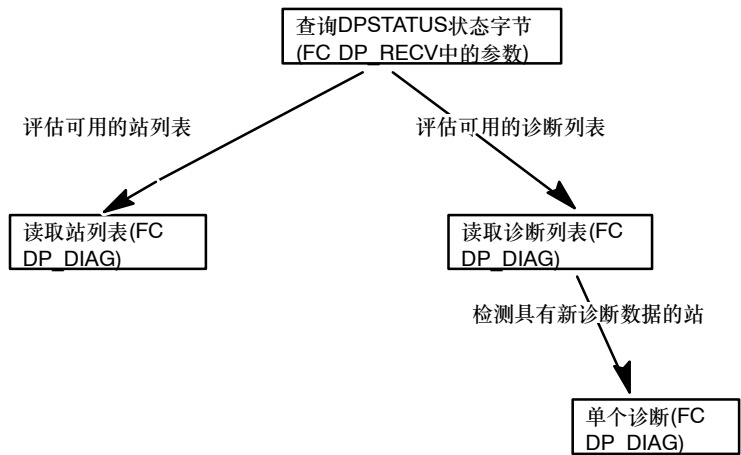 查询DPSTATUS状态字节
(FC DP_RECV中的参数)
评估可用的站列表
评估可用的诊断列表
读取站列表(FC
DP_DIAG)
读取诊断列表(FC
DP_DIAG)
检测具有新诊断数据的站
单个诊断(FC
DP_DIAG)